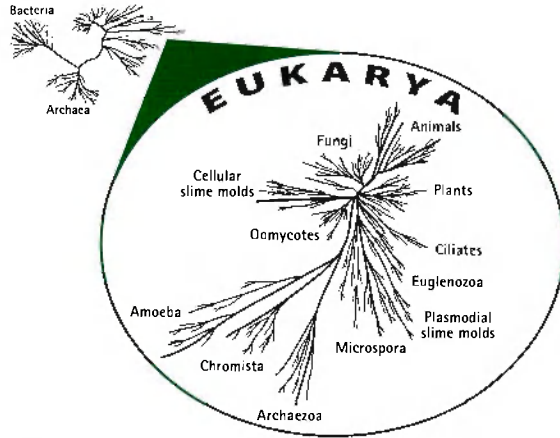 Bacteria
Archaea
EUKARYA
Animals
Fungi
Cellular
slime molds
Plants
Oomycotes
Ciliates
Euglenozoa
Amoeba
Plasmodial
slime molds
Microspora
Chromista
Archaezoa